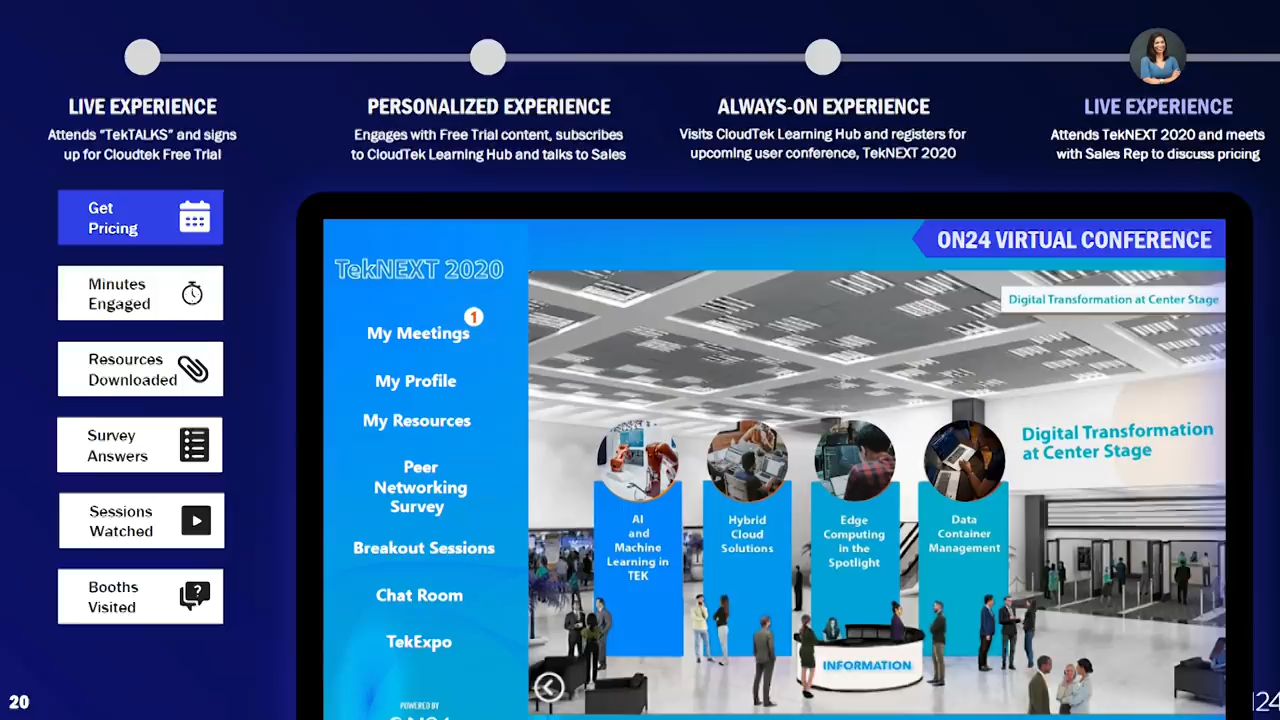 LIVE EXPERIENCE
Attends "TekTALKS" and signs
up for Cloudtek Free Trial
PERSONALIZED EXPERIENCE
Engages with Free Trial content, subscribes
to CloudTek Learning Hub and talks to Sales
ALWAYS-ON EXPERIENCE
Visits CloudTek Learning Hub and registers for
upcoming user conference, TekNEXT 2020
LIVE EXPERIENCE
Attends TekNEXT 2020 and meets
with Sales Rep to discuss pricing
Get
Pricing
Minutes
Engaged
Resources
Downloaded
Survey
Answers
Sessions
Watched
Booths
Visited
TekNEXT 2020
My Meetings
1
My Profile
My Resources
Peer
Networking
Survey
Breakout Sessions
Chat Room
TekExpo
POWERED BY
ON24 VIRTUAL CONFERENCE
Digital Transformation at Center Stage
Digital Transformation
at Center Stage
AI
and
Machine
Learning in
TEK
Hybrid
Cloud
Solutions
Edge
Computing
in the
Spotlight
Data
Container
Management
INFORMATION
20